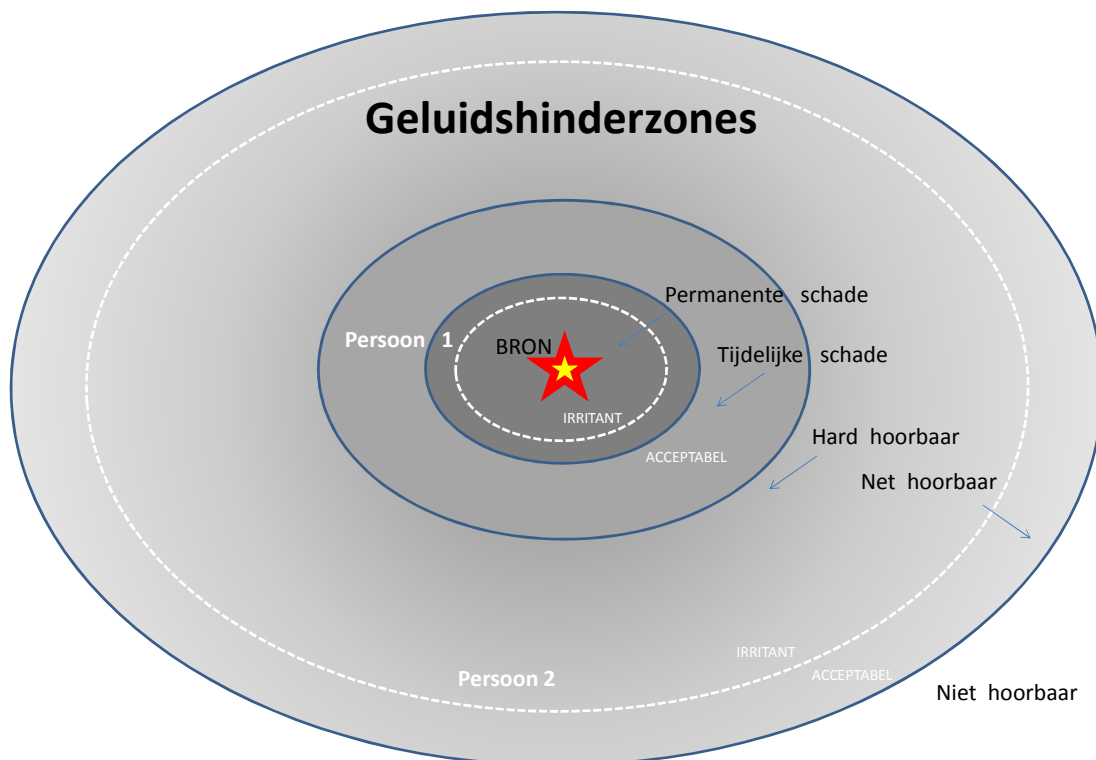 Geluidshinderzones
Permanente schade
Persoon 1
BRON
Tijdelijke schade
IRRITANT
Hard hoorbaar
ACCEPTABEL
Net hoorbaar
IRRITANT
ACCEPTABEL
Persoon 2
Niet hoorbaar